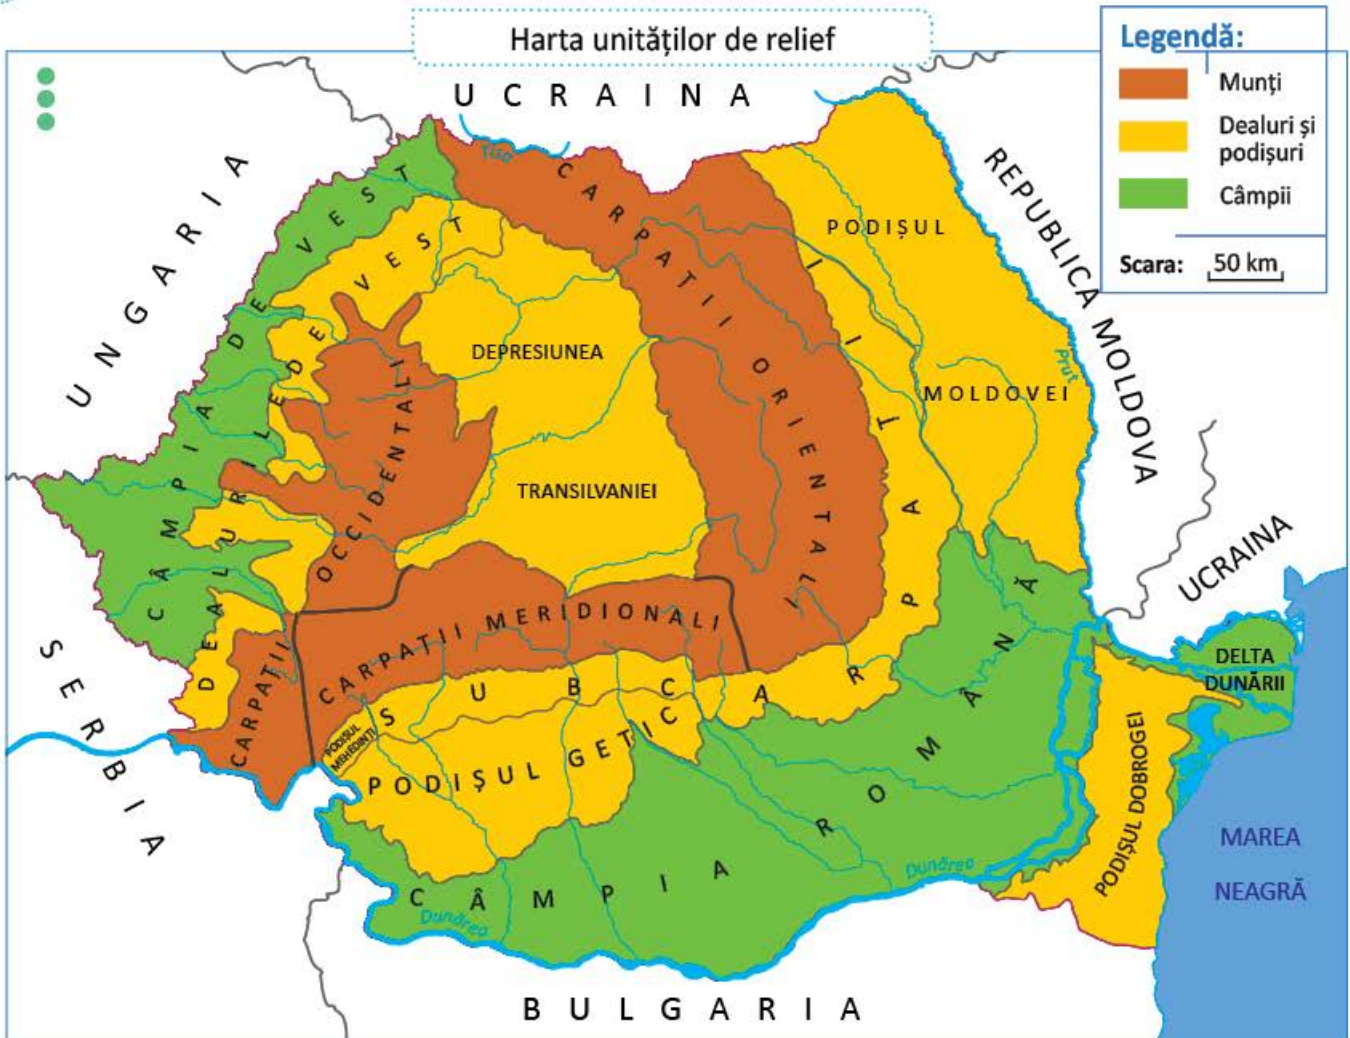 Harta unităților de relief
Legendă:
Munți
Dealuri și
podișuri
Câmpii
Scara: 50 km
UCRAINA
UNGARIA
REPUBLICA MOLDOVA
UCRAINA
SERBIA
BULGARIA
MAREA
NEAGRĂ
Tisa
Prut
Dunărea
Dunărea
CARPAȚII ORIENTALI
CARPAȚII MERIDIONALI
CARPAȚII
OCCIDENTALI
CÂMPIA DE VEST
DEALURILE DE VEST
DEPRESIUNEA
TRANSILVANIEI
PODIȘUL
MOLDOVEI
SUBCARPAȚII
PODIȘUL
MEHEDINȚI
PODIȘUL GETIC
CÂMPIA ROMÂNĂ
PODIȘUL DOBROGEI
DELTA
DUNĂRII